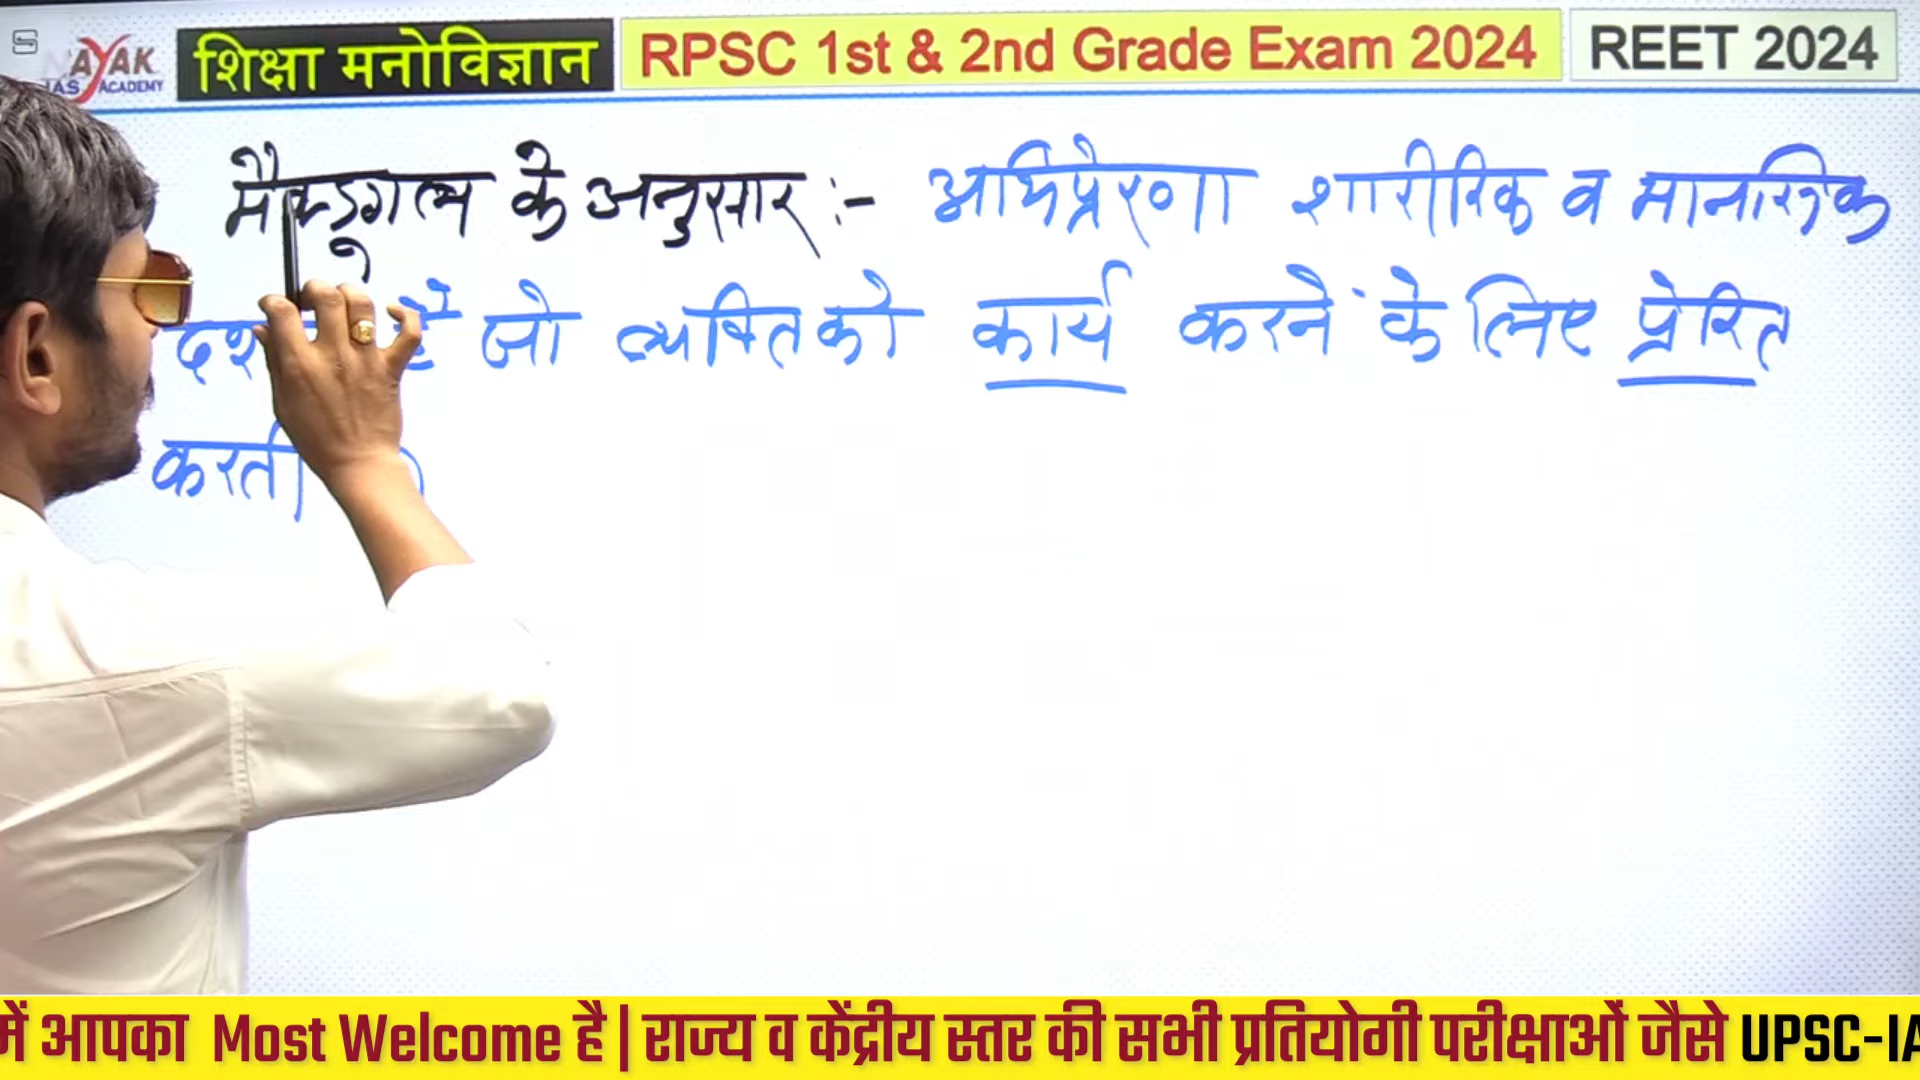 AYAK
IAS ACADEMY
शिक्षा मनोविज्ञान
RPSC 1st & 2nd Grade Exam 2024
REET 2024
मैक्डूगल के अनुसार :- अभिप्रेरणा शारीरिक व मानसिक
जो व्यक्ति को कार्य करनें के लिए प्रेरित
करती
में आपका Most Welcome है | राज्य व केंद्रीय स्तर की सभी प्रतियोगी परीक्षाओं जैसे UPSC-IA